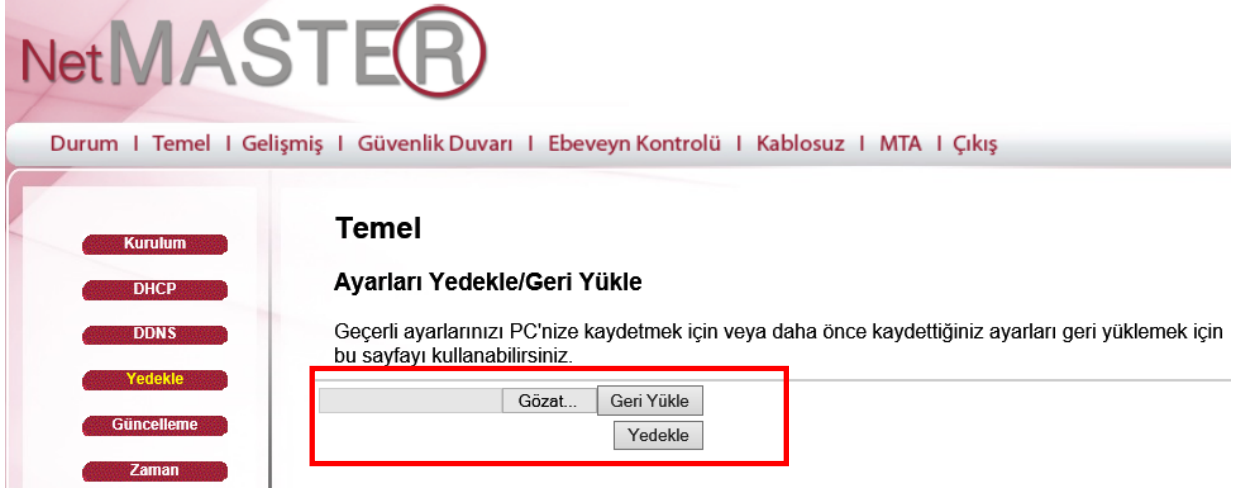 NetMASTER
Durum | Temel | Gelişmiş | Güvenlik Duvarı | Ebeveyn Kontrolü | Kablosuz | MTA | Çıkış
Kurulum
DHCP
DDNS
Yedekle
Güncelleme
Zaman
Temel
Ayarları Yedekle/Geri Yükle
Geçerli ayarlarınızı PC'nize kaydetmek için veya daha önce kaydettiğiniz ayarları geri yüklemek için
bu sayfayı kullanabilirsiniz.
Gözat... Geri Yükle
Yedekle